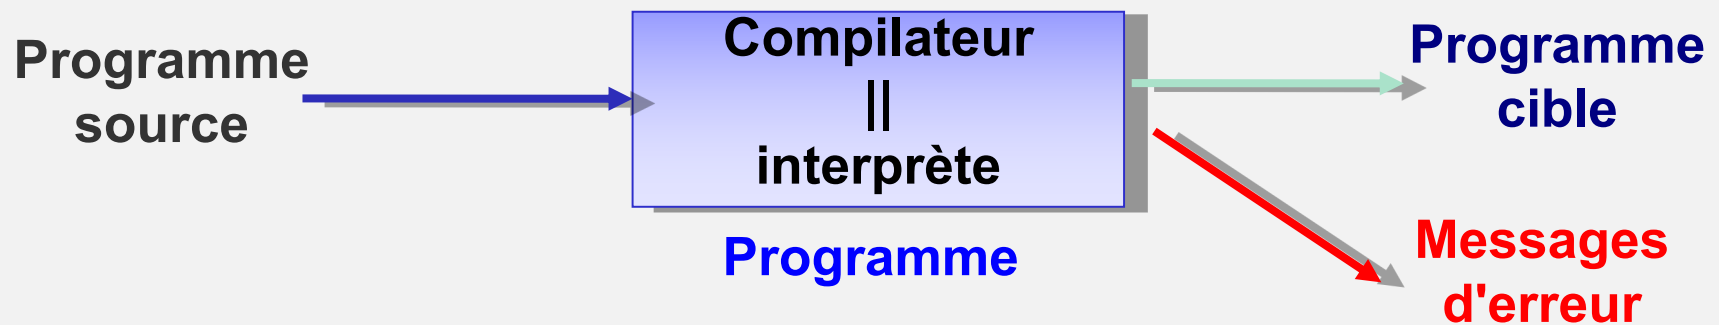 Programme
source
Compilateur
||
interprète
Programme
Programme
cible
Messages
d'erreur